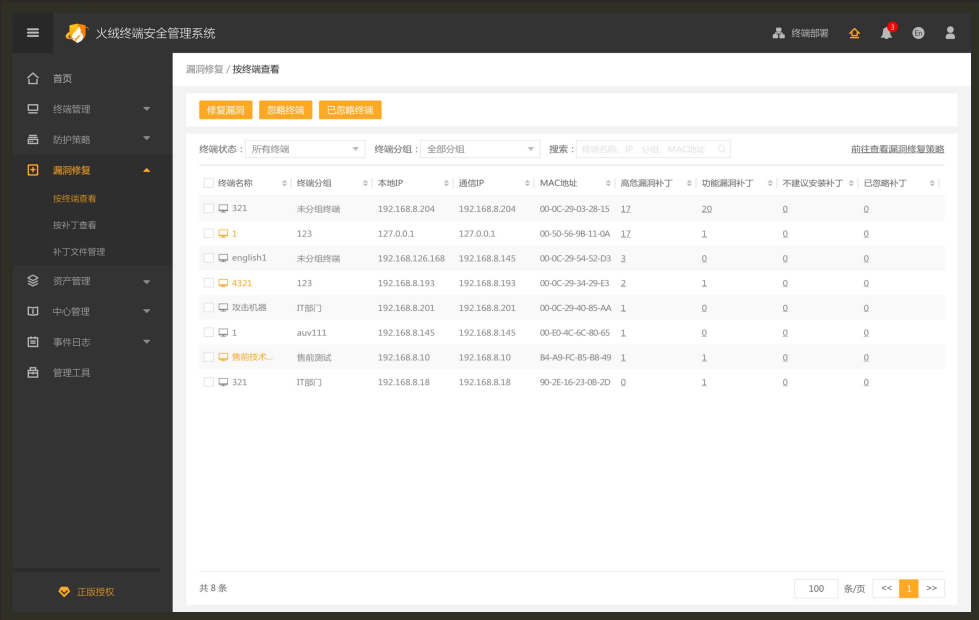 火绒终端安全管理系统
终端部署
3
En
首页
终端管理
防护策略
漏洞修复
按终端查看
按补丁查看
补丁文件管理
资产管理
中心管理
事件日志
管理工具
正版授权
漏洞修复 / 按终端查看
修复漏洞 忽略终端 已忽略终端
终端状态： 所有终端 终端分组： 全部分组 搜索： 终端名称、IP、分组、MAC地址 前往查看漏洞修复策略
终端名称 终端分组 本地IP 通信IP MAC地址 高危漏洞补丁 功能漏洞补丁 不建议安装补丁 已忽略补丁
321 未分组终端 192.168.8.204 192.168.8.204 00-0C-29-03-28-15 17 20 0 0
1 123 127.0.0.1 127.0.0.1 00-50-56-9B-11-0A 17 1 0 0
english1 未分组终端 192.168.126.168 192.168.8.145 00-0C-29-54-52-D3 3 0 0 0
4321 123 192.168.8.193 192.168.8.193 00-0C-29-34-29-E3 2 1 0 0
攻击机器 IT部门 192.168.8.201 192.168.8.201 00-0C-29-40-85-AA 1 0 0 0
1 auv111 192.168.8.145 192.168.8.145 00-E0-4C-6C-80-65 1 0 0 0
售前技术... 售前测试 192.168.8.10 192.168.8.10 B4-A9-FC-B5-B8-49 1 1 0 0
321 IT部门 192.168.8.18 192.168.8.18 90-2E-16-23-0B-2D 0 1 0 0
共 8 条 100 条/页 << 1 >>